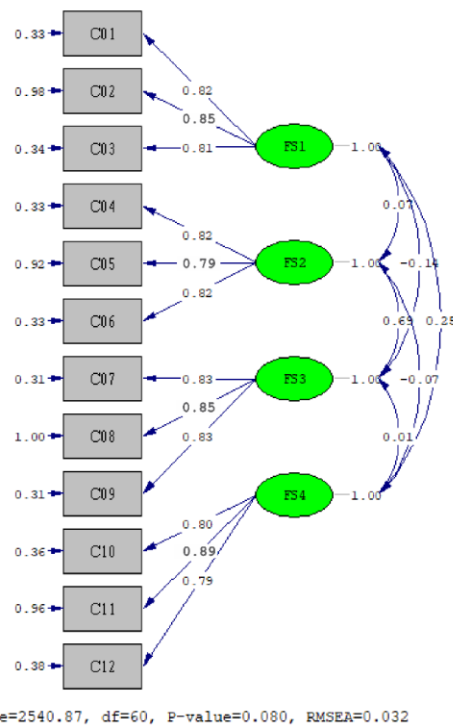 0.33 C01
0.82
0.98 C02
0.85
0.34 C03 0.81 FS1 1.00
0.33 C04
0.07
0.82
0.92 C05 0.79 FS2 1.00 -0.14
0.33 C06 0.82
0.69 0.28
0.31 C07 0.83 FS3 1.00 -0.07
0.85
1.00 C08 0.83
0.01
0.31 C09
FS4 1.00
0.80
0.36 C10 0.89
0.79
0.96 C11
0.38 C12
e=2540.87, df=60, P-value=0.080, RMSEA=0.032